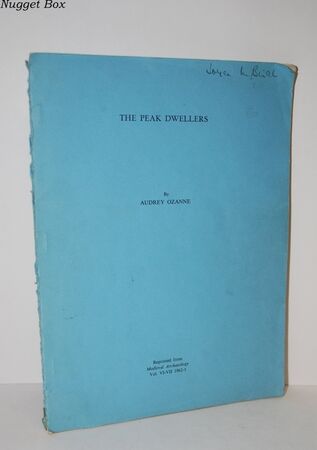 Nugget Box
THE PEAK DWELLERS
By
AUDREY OZANNE
Reprinted from
Medieval Archaeology
Vol. VI-VII 1962-3